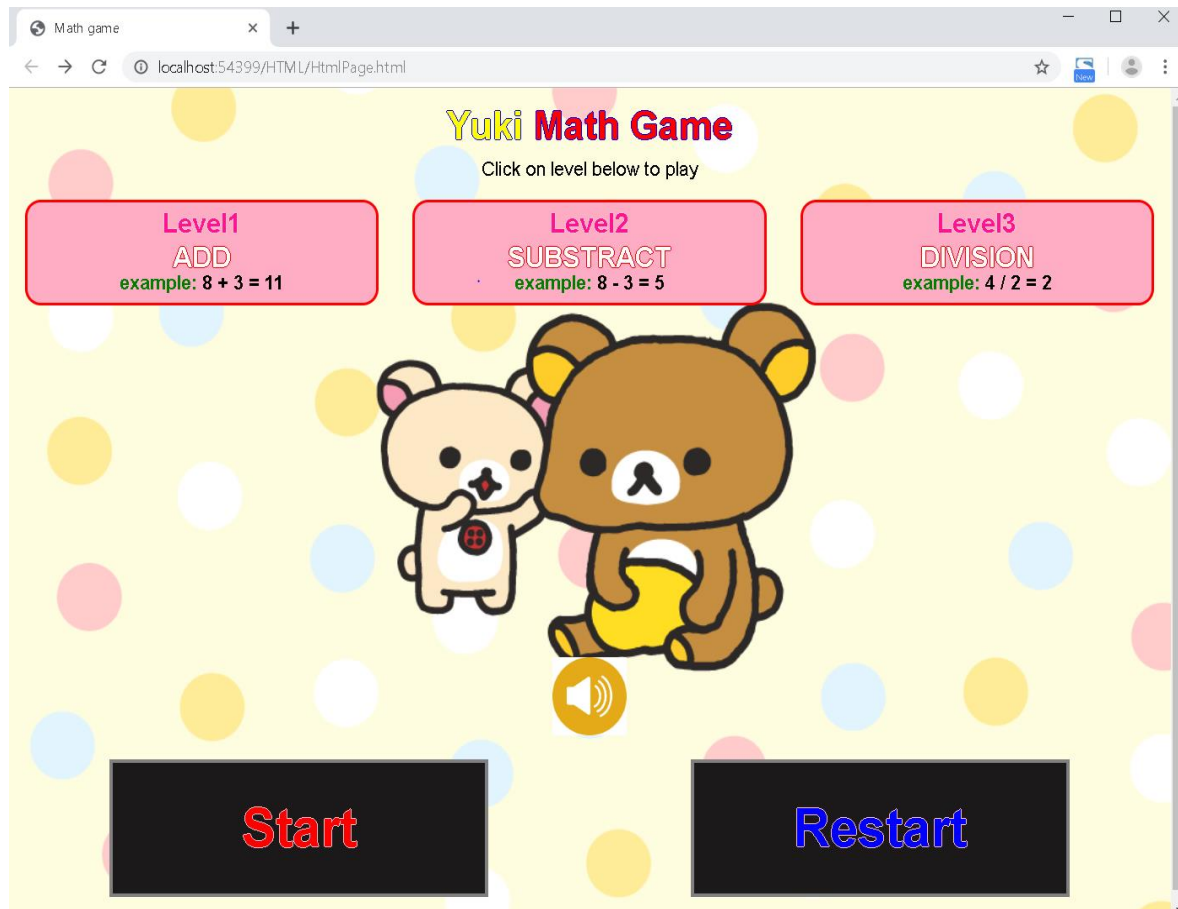 Math game
localhost:54399/HTML/HtmlPage.html
New
Yuki Math Game
Click on level below to play
Level1
ADD
example: 8 + 3 = 11
Level2
SUBSTRACT
example: 8 - 3 = 5
Level3
DIVISION
example: 4 / 2 = 2
Start
Restart